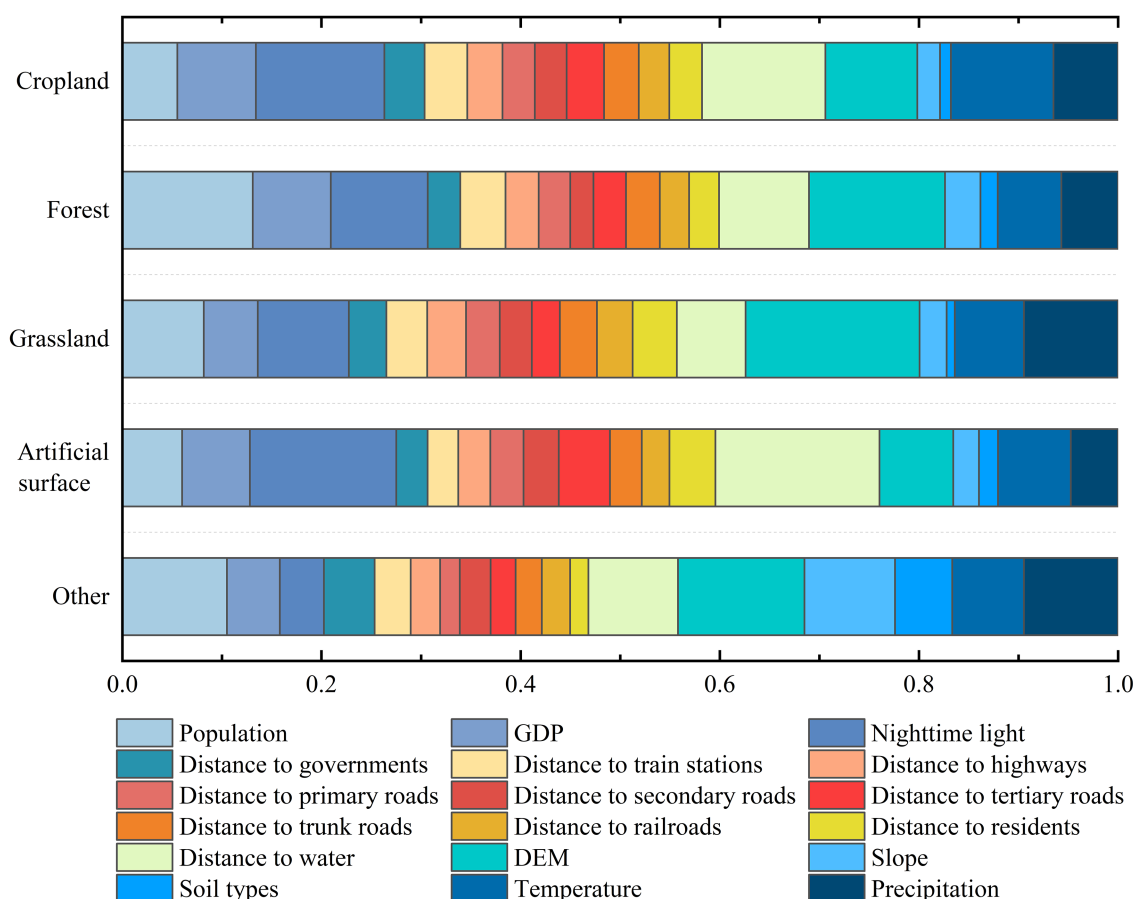 Cropland
Forest
Grassland
Artificial
surface
Other
0.0 0.2 0.4 0.6 0.8 1.0
Population GDP Nighttime light
Distance to governments Distance to train stations Distance to highways
Distance to primary roads Distance to secondary roads Distance to tertiary roads
Distance to trunk roads Distance to railroads Distance to residents
Distance to water DEM Slope
Soil types Temperature Precipitation